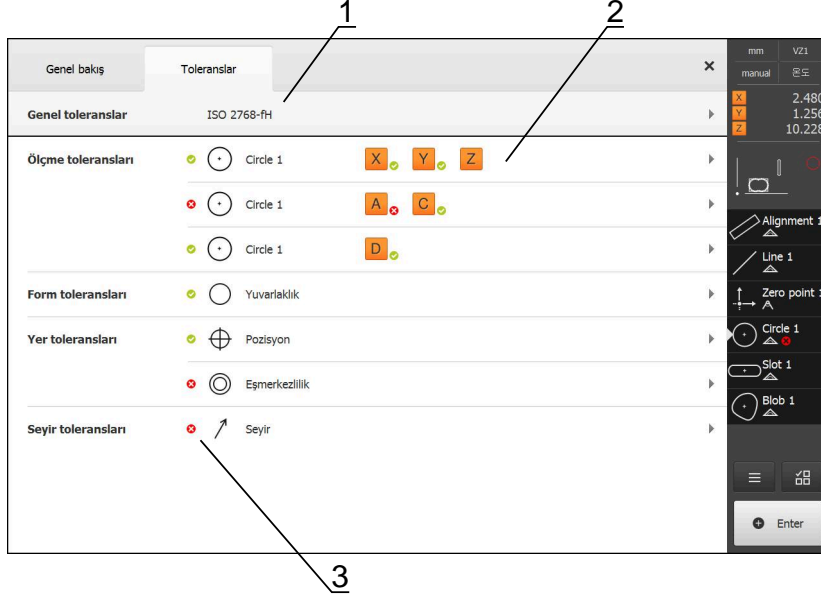 1
2
Genel bakış
Toleranslar
Genel toleranslar
ISO 2768-fH
Ölçme toleransları
Circle 1
X
Y
Z
Circle 1
A
C
Circle 1
D
Form toleransları
Yuvarlaklık
Yer toleransları
Pozisyon
Eşmerkezlilik
Seyir toleransları
Seyir
mm
VZ1
manual
온도
X 2.480
Y 1.256
Z 10.228
Alignment 1
Line 1
Zero point 1
Circle 1
Slot 1
Blob 1
Enter
3